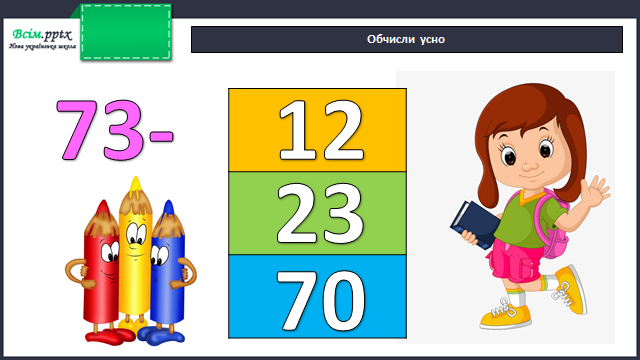 Всім.pptx
Нова українська школа
Обчисли усно
73-
12
23
70